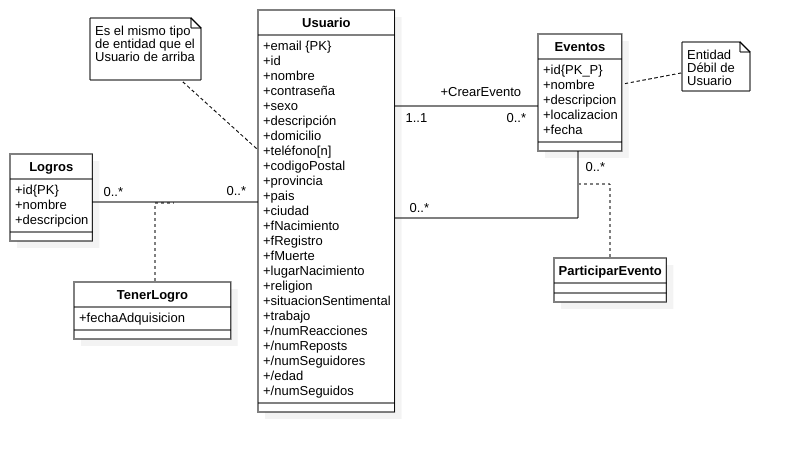 Es el mismo tipo
de entidad que el
Usuario de arriba
Usuario
+email {PK}
+id
+nombre
+contraseña
+sexo
+descripción
+domicilio
+teléfono[n]
+codigoPostal
+provincia
+pais
+ciudad
+fNacimiento
+fRegistro
+fMuerte
+lugarNacimiento
+religion
+situacionSentimental
+trabajo
+/numReacciones
+/numReposts
+/numSeguidores
+/edad
+/numSeguidos
Eventos
+id{PK_P}
+nombre
+descripcion
+localizacion
+fecha
Entidad
Débil de
Usuario
+CrearEvento
1..1
0..*
0..*
0..*
Logros
+id{PK}
+nombre
+descripcion
0..*
0..*
TenerLogro
+fechaAdquisicion
ParticiparEvento